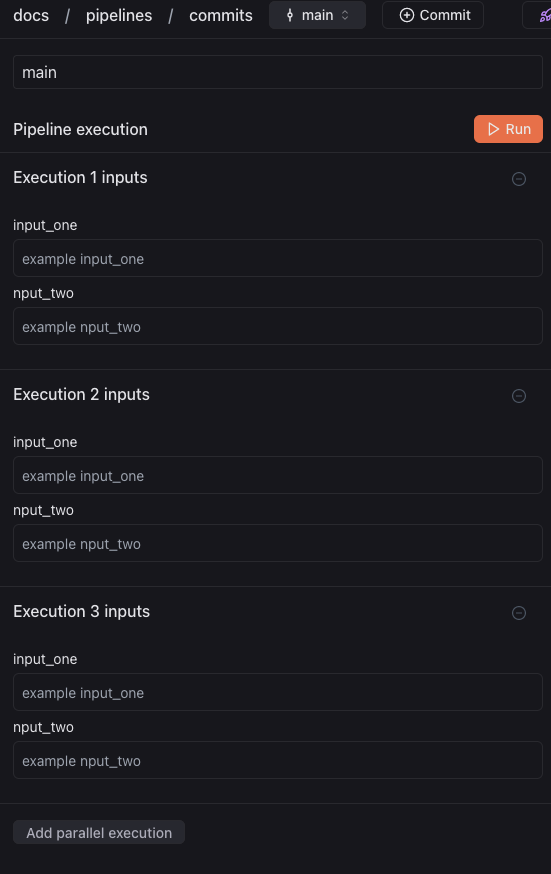 docs / pipelines / commits main Commit
main
Pipeline execution Run
Execution 1 inputs
input_one
example input_one
nput_two
example nput_two
Execution 2 inputs
input_one
example input_one
nput_two
example nput_two
Execution 3 inputs
input_one
example input_one
nput_two
example nput_two
Add parallel execution